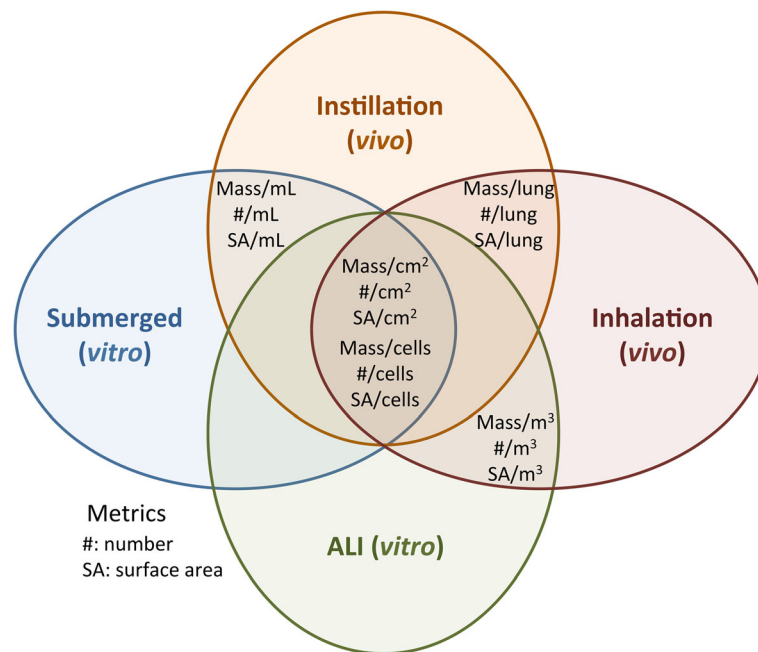 Instillation
(vivo)
Mass/mL
#/mL
SA/mL
Mass/lung
#/lung
SA/lung
Mass/cm²
#/cm²
SA/cm²
Mass/cells
#/cells
SA/cells
Submerged
(vitro)
Inhalation
(vivo)
Mass/m³
#/m³
SA/m³
ALI (vitro)
Metrics
#: number
SA: surface area